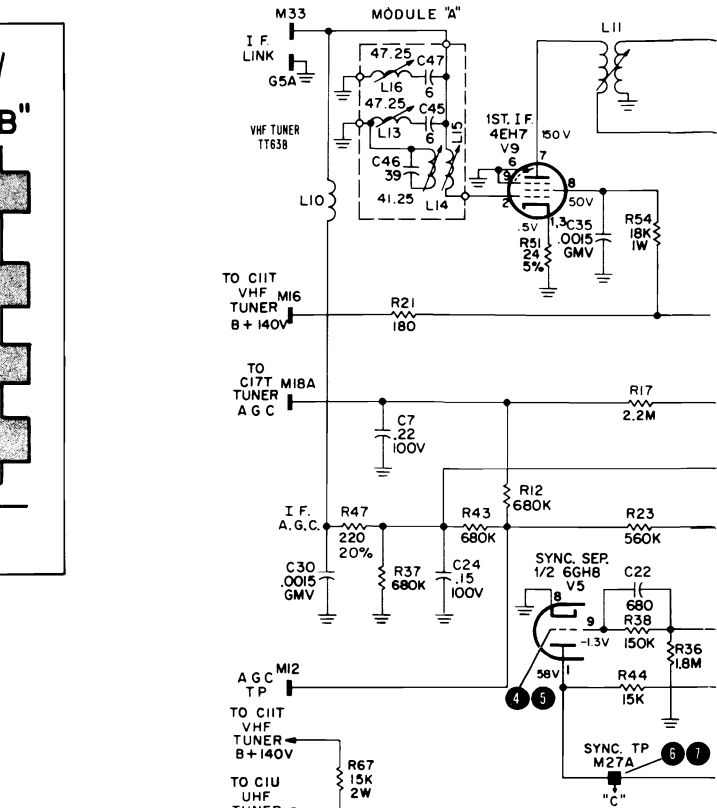 B"
M33
MODULE "A"
I F.
LINK
G5A
VHF TUNER
TT63B
47.25 C47
L16 6
47.25 C45
L13 6
L15
C46
39
41.25 L14
L10
1ST. I F.
4EH7
V9
150V
6
7
9
8
2
50V
.5V
1,3
R51
24
5%
C35
.0015
GMV
R54
18K
1W
L11
TO C11T
VHF
TUNER M16
B+140V
R21
180
TO
C17T M18A
TUNER
AGC
C7
.22
100V
R17
2.2M
R12
680K
I F.
A.G.C.
R47
220
20%
R43
680K
R23
560K
C30
.0015
GMV
R37
680K
C24
.15
100V
SYNC. SEP.
1/2 6GH8
V5
8
9
-1.3V
58V
1
C22
680
R38
150K
R36
1.8M
R44
15K
4 5
AGC M12
TP
TO C11T
VHF
TUNER
B+140V
R67
15K
2W
SYNC. TP
M27A
6 7
"C"
TO C1U
UHF
TUNER